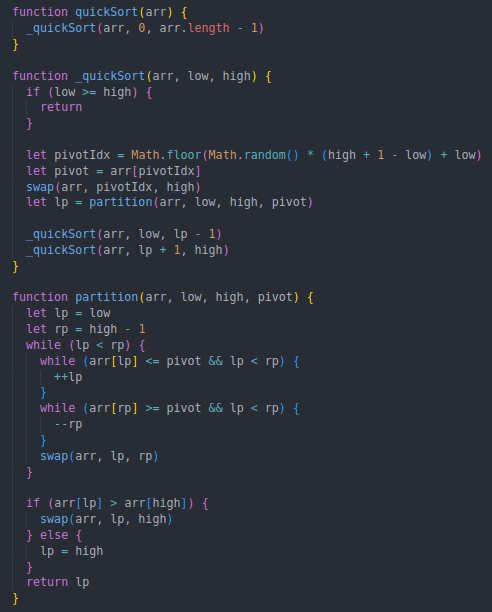 function quickSort(arr) {
  _quickSort(arr, 0, arr.length - 1)
}

function _quickSort(arr, low, high) {
  if (low >= high) {
    return
  }

  let pivotIdx = Math.floor(Math.random() * (high + 1 - low) + low)
  let pivot = arr[pivotIdx]
  swap(arr, pivotIdx, high)
  let lp = partition(arr, low, high, pivot)

  _quickSort(arr, low, lp - 1)
  _quickSort(arr, lp + 1, high)
}

function partition(arr, low, high, pivot) {
  let lp = low
  let rp = high - 1
  while (lp < rp) {
    while (arr[lp] <= pivot && lp < rp) {
      ++lp
    }
    while (arr[rp] >= pivot && lp < rp) {
      --rp
    }
    swap(arr, lp, rp)
  }

  if (arr[lp] > arr[high]) {
    swap(arr, lp, high)
  } else {
    lp = high
  }
  return lp
}